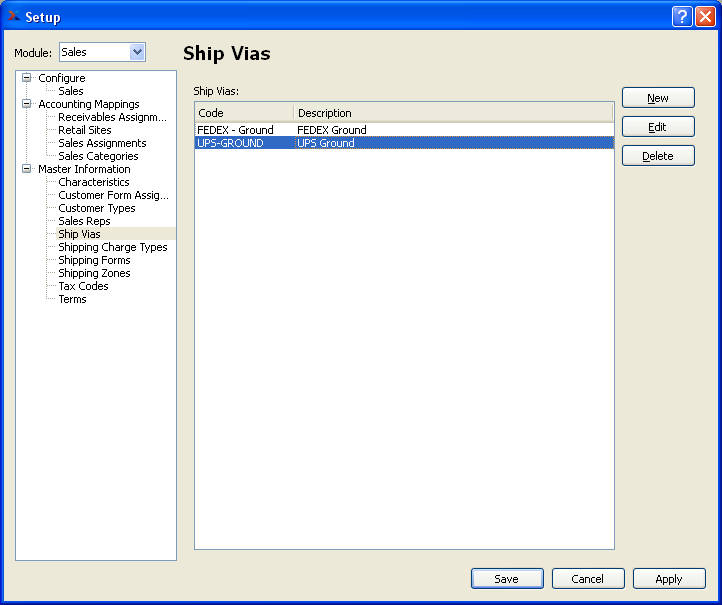 Setup
Module: Sales
Ship Vias
Configure
Sales
Accounting Mappings
Receivables Assignm...
Retail Sites
Sales Assignments
Sales Categories
Master Information
Characteristics
Customer Form Assig...
Customer Types
Sales Reps
Ship Vias
Shipping Charge Types
Shipping Forms
Shipping Zones
Tax Codes
Terms
Ship Vias:
Code Description
FEDEX - Ground FEDEX Ground
UPS-GROUND UPS Ground
New
Edit
Delete
Save Cancel Apply